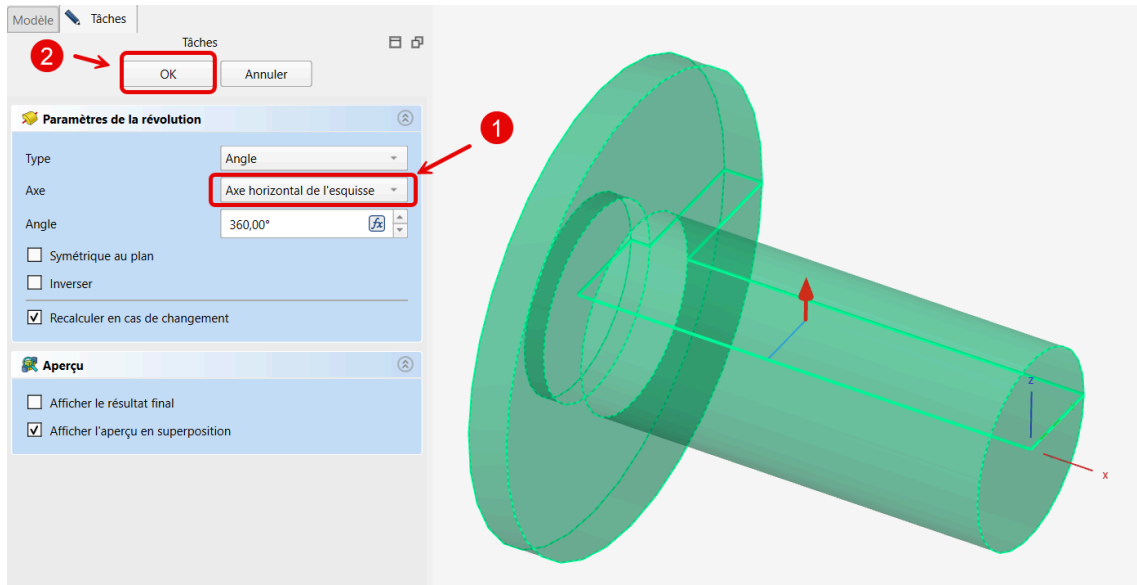 Modèle
Tâches
Tâches
2
OK
Annuler
Paramètres de la révolution
1
Type
Angle
Axe
Axe horizontal de l'esquisse
Angle
360,00°
fx
Symétrique au plan
Inverser
Recalculer en cas de changement
Aperçu
Afficher le résultat final
Afficher l'aperçu en superposition
z
x